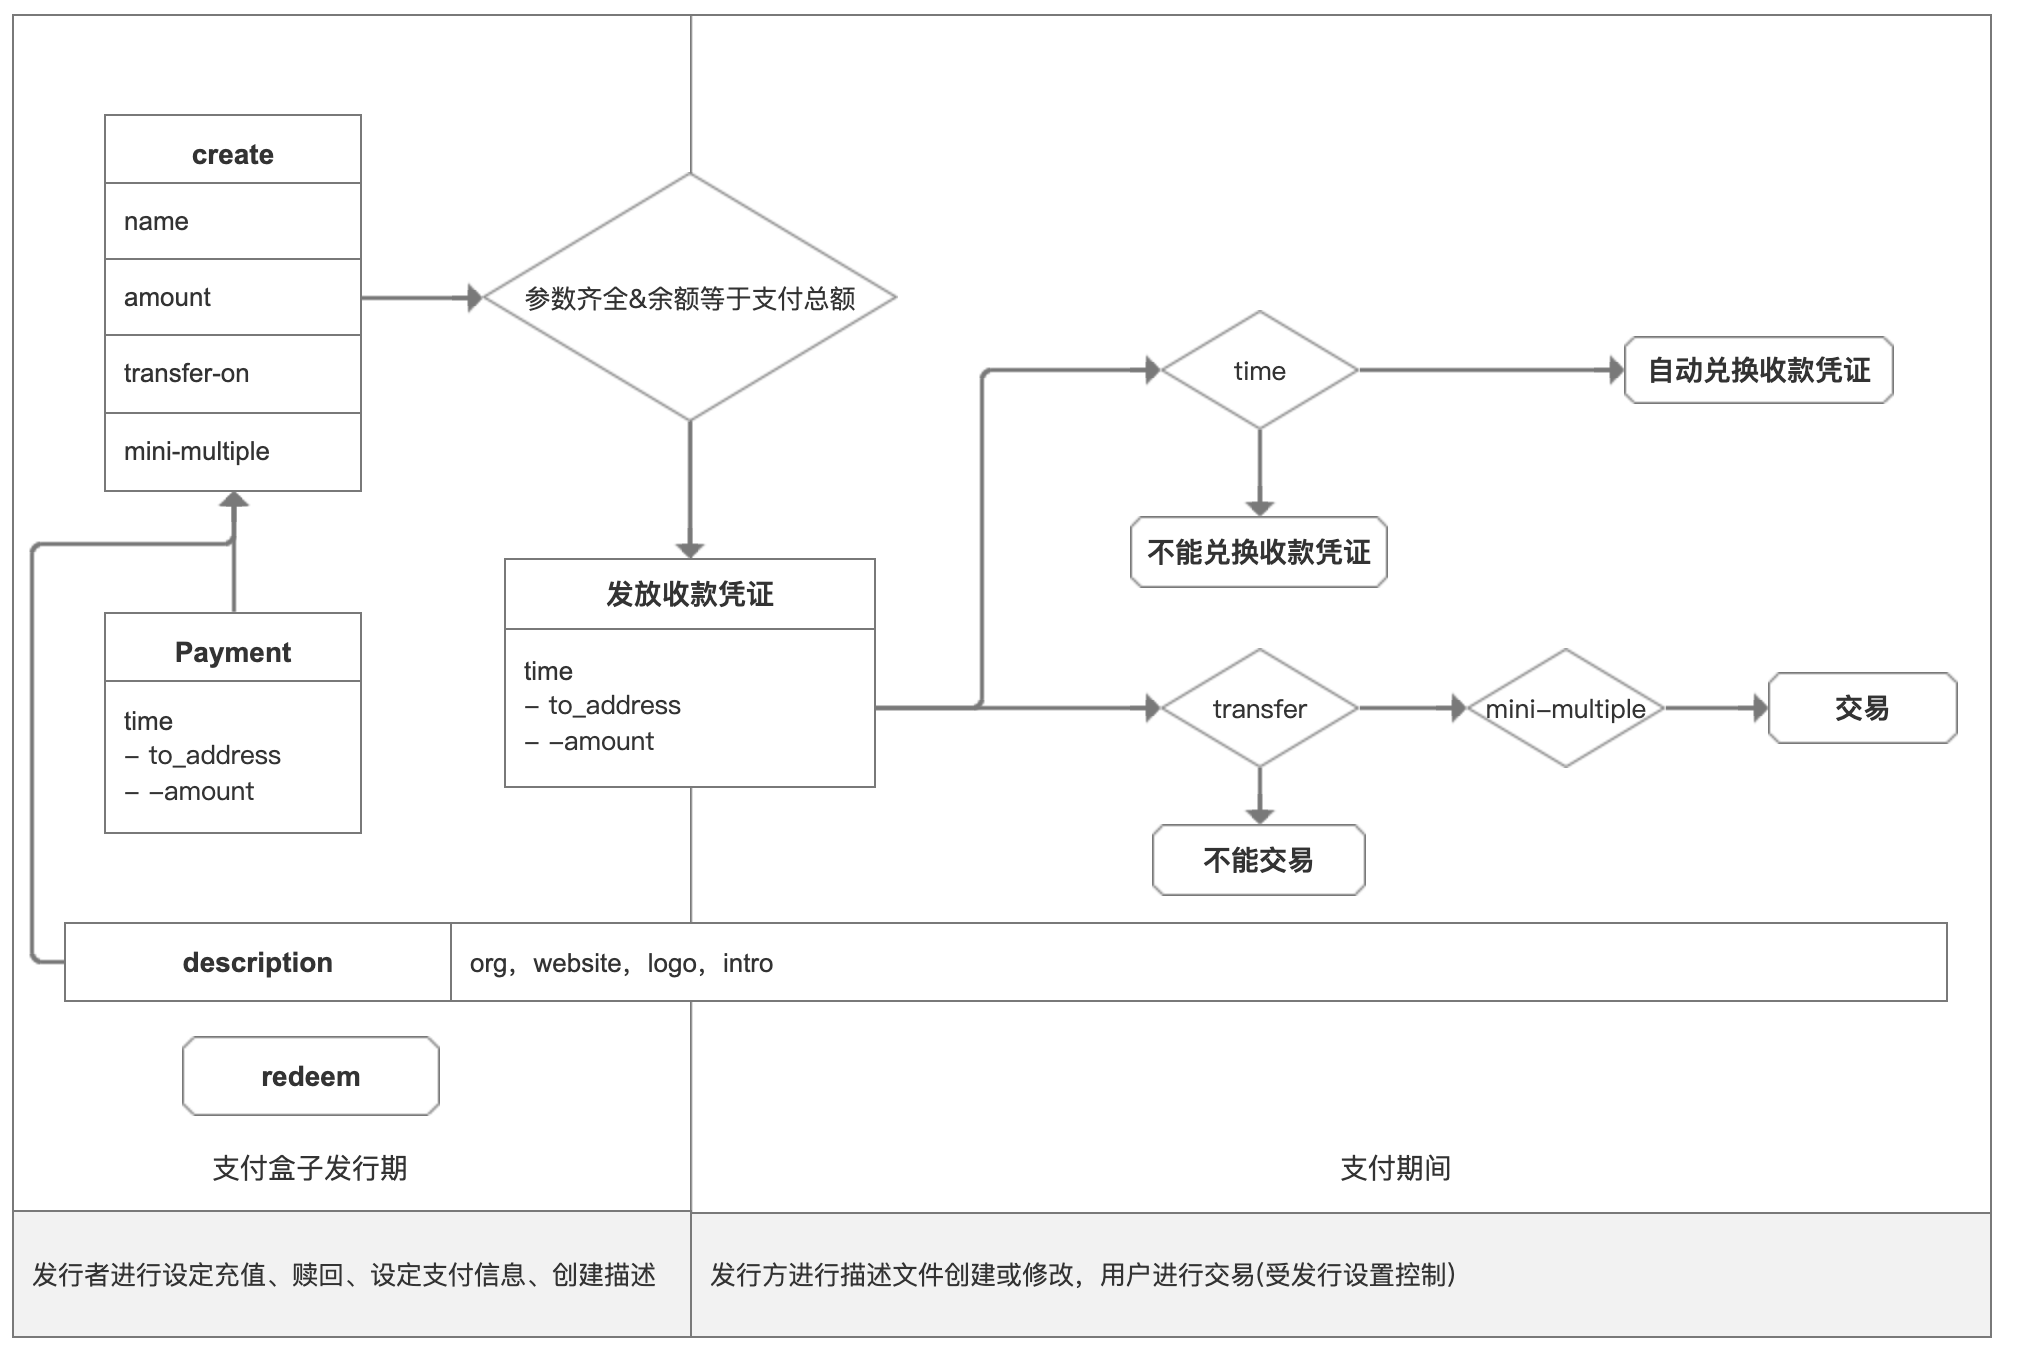 create
name
amount
transfer-on
mini-multiple
参数齐全&余额等于支付总额
Payment
time
– to_address
– –amount
发放收款凭证
time
– to_address
– –amount
time
自动兑换收款凭证
不能兑换收款凭证
transfer
mini–multiple
交易
不能交易
description
org，website，logo，intro
redeem
支付盒子发行期
支付期间
发行者进行设定充值、赎回、设定支付信息、创建描述
发行方进行描述文件创建或修改，用户进行交易(受发行设置控制)